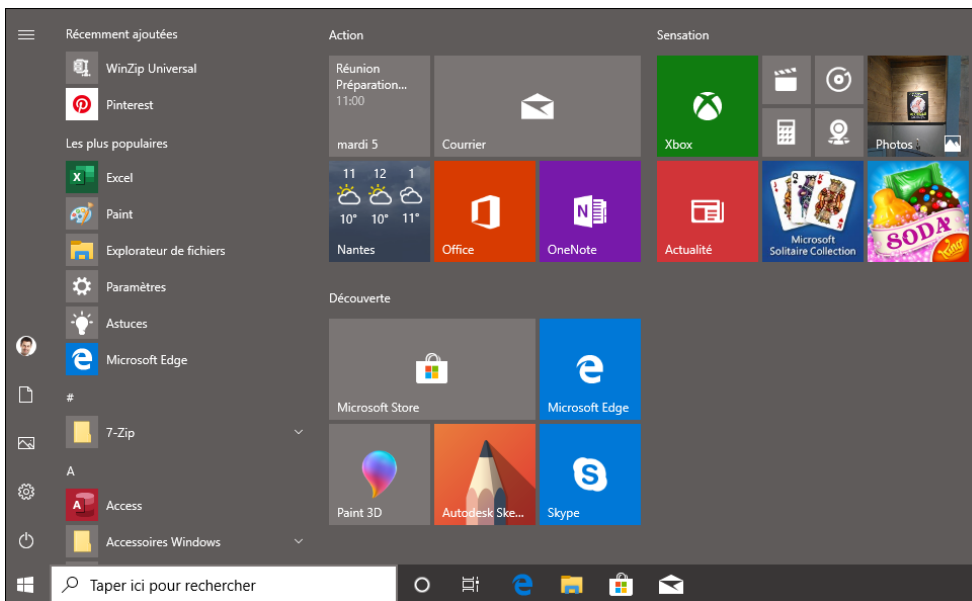 Récemment ajoutées
WinZip Universal
Pinterest
Les plus populaires
Excel
Paint
Explorateur de fichiers
Paramètres
Astuces
Microsoft Edge
#
7-Zip
A
Access
Accessoires Windows
Taper ici pour rechercher
Action
Réunion
Préparation...
11:00
mardi 5
Courrier
11 12 1
10° 10° 11°
Nantes
Office
OneNote
Découverte
Microsoft Store
Microsoft Edge
Paint 3D
Autodesk Ske...
Skype
Sensation
Xbox
Photos
Actualité
Microsoft
Solitaire Collection
SODA
King